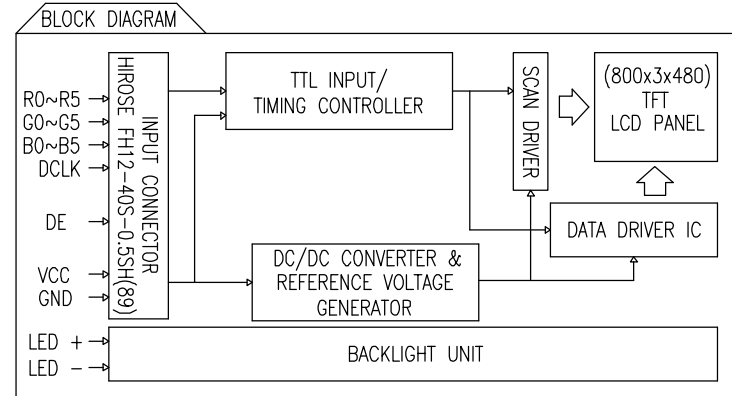 BLOCK DIAGRAM
R0~R5
G0~G5
B0~B5
DCLK
DE
VCC
GND
LED +
LED -
INPUT CONNECTOR
HIROSE FH12-40S-0.5SH(89)
TTL INPUT/
TIMING CONTROLLER
SCAN DRIVER
(800x3x480)
TFT
LCD PANEL
DATA DRIVER IC
DC/DC CONVERTER &
REFERENCE VOLTAGE
GENERATOR
BACKLIGHT UNIT